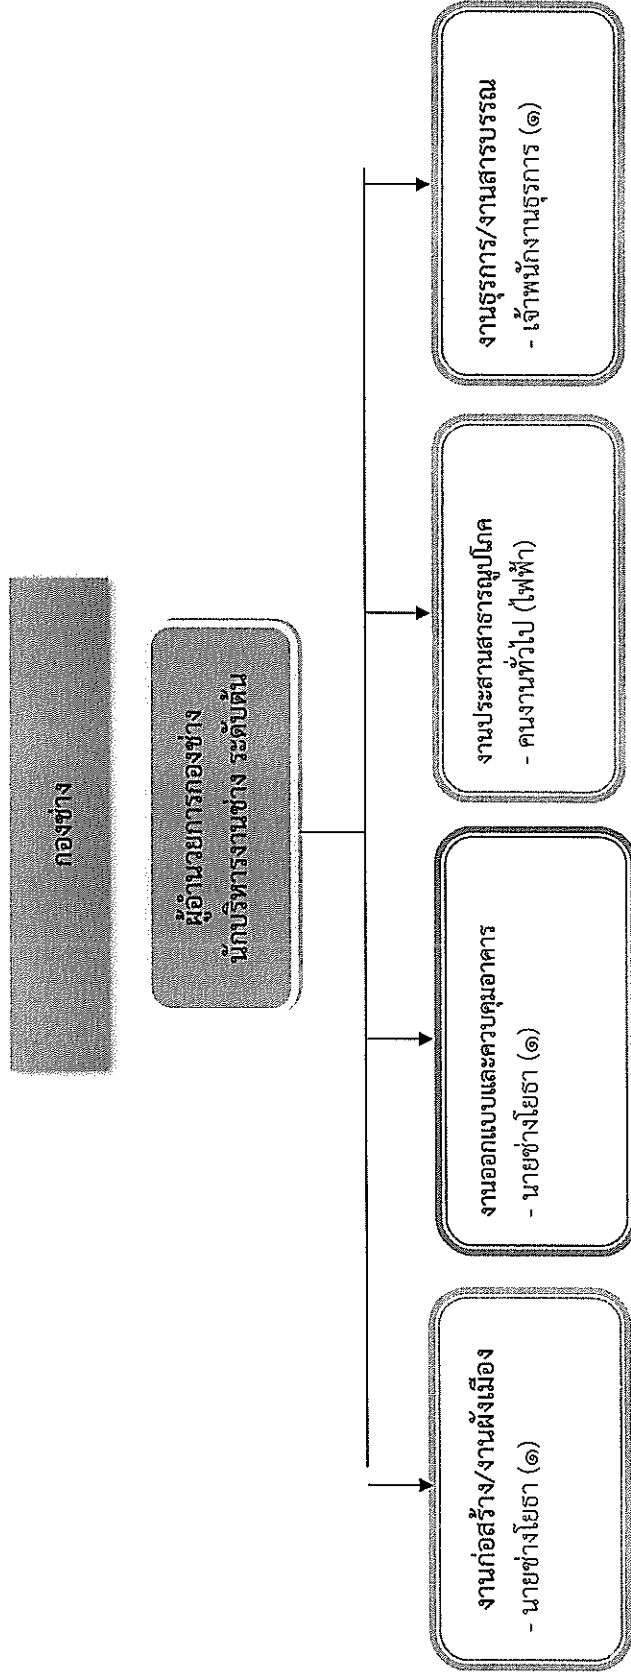 กองช่าง
ผู้อำนวยการกองช่าง
นักบริหารงานช่าง ระดับต้น
งานก่อสร้าง/งานผังเมือง
- นายช่างโยธา (๑)
งานออกแบบและควบคุมอาคาร
- นายช่างโยธา (๑)
งานประสานสาธารณูปโภค
- คนงานทั่วไป (ไฟฟ้า)
งานธุรการ/งานสารบรรณ
- เจ้าพนักงานธุรการ (๑)